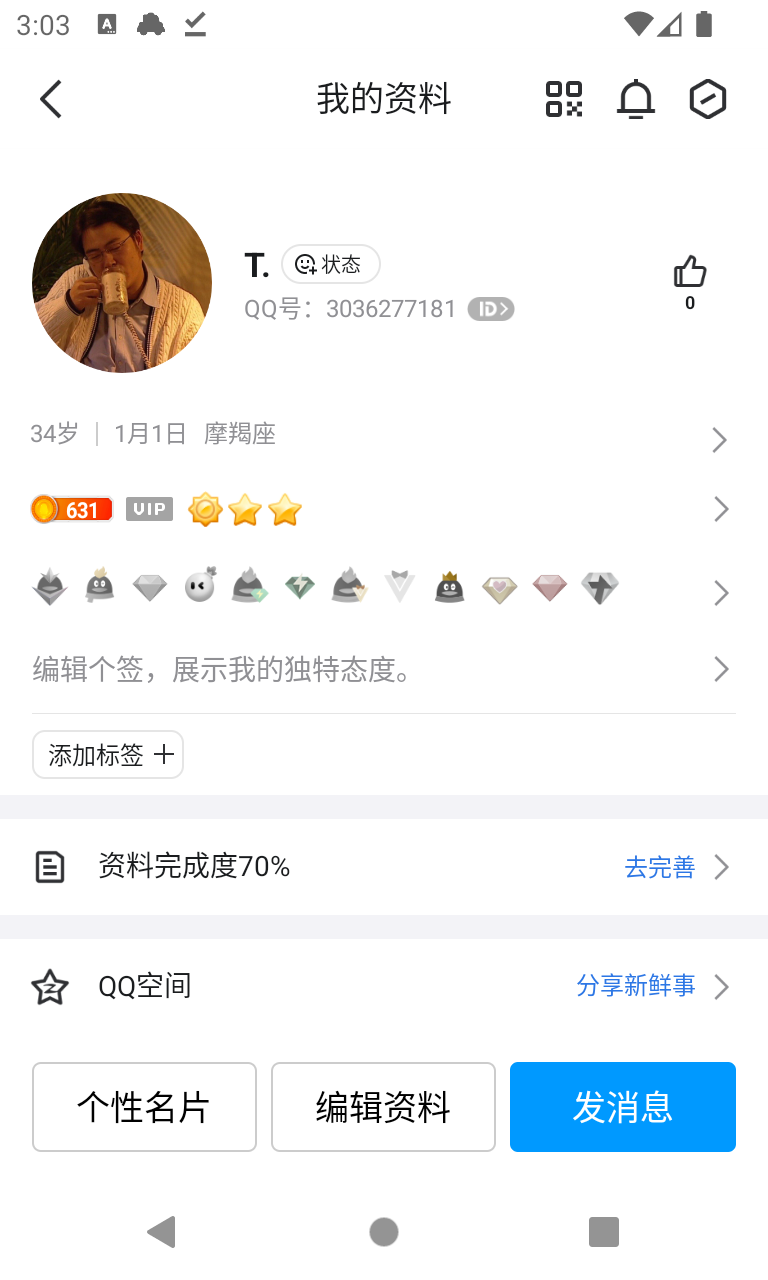 3:03
我的资料
T. 状态
QQ号：3036277181 ID
0
34岁 1月1日 摩羯座
631 VIP
编辑个签，展示我的独特态度。
添加标签
资料完成度70% 去完善
QQ空间 分享新鲜事
个性名片 编辑资料 发消息